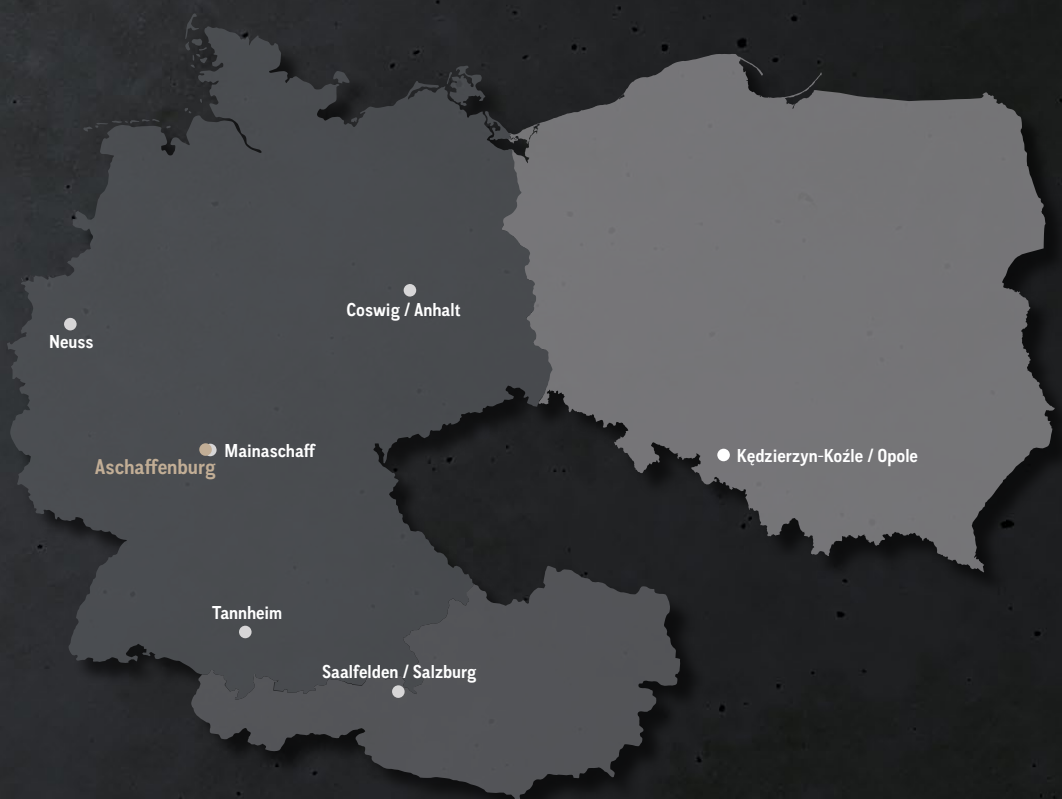 Coswig / Anhalt
Neuss
Mainaschaff
Aschaffenburg
Kędzierzyn-Koźle / Opole
Tannheim
Saalfelden / Salzburg